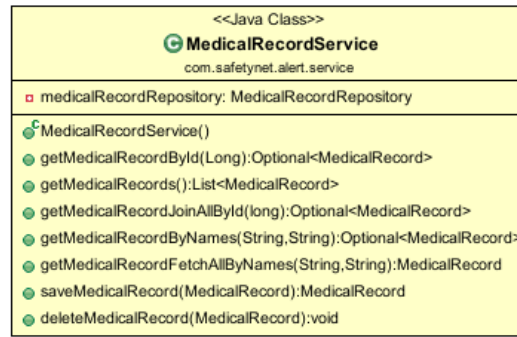 <<Java Class>>
G MedicalRecordService
com.safetynet.alert.service
medicalRecordRepository: MedicalRecordRepository
C MedicalRecordService()
getMedicalRecordById(Long):Optional<MedicalRecord>
getMedicalRecords():List<MedicalRecord>
getMedicalRecordJoinAllById(long):Optional<MedicalRecord>
getMedicalRecordByNames(String,String):Optional<MedicalRecord>
getMedicalRecordFetchAllByNames(String,String):MedicalRecord
saveMedicalRecord(MedicalRecord):MedicalRecord
deleteMedicalRecord(MedicalRecord):void